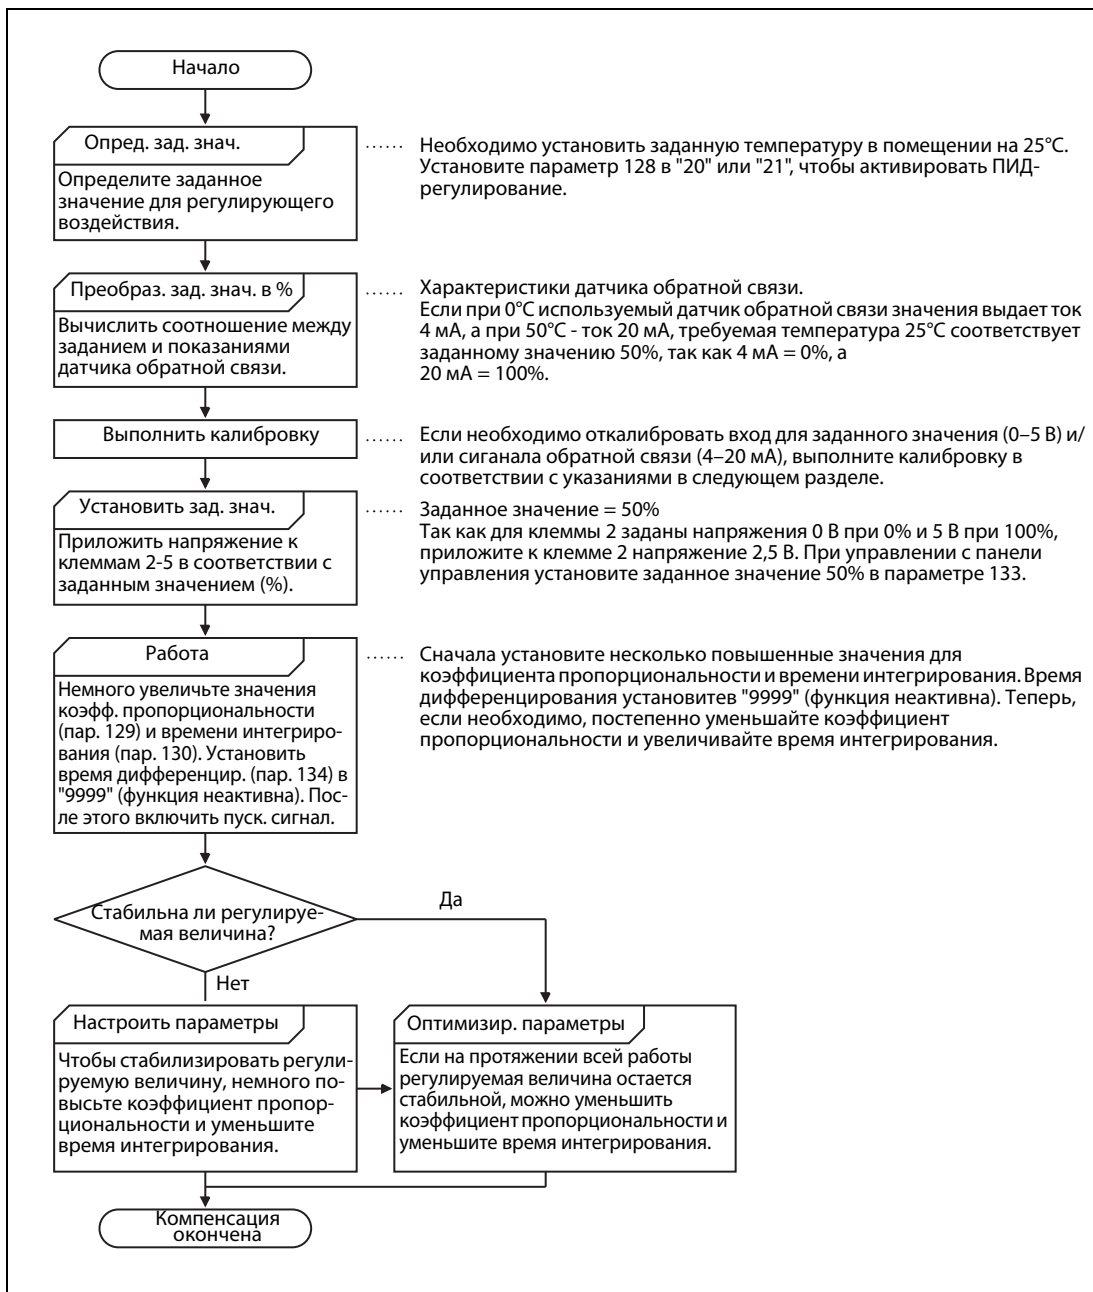 Начало
Опред. зад. знач.
Определите заданное
значение для регулирующего
воздействия.
...... Необходимо установить заданную температуру в помещении на 25°C.
Установите параметр 128 в "20" или "21", чтобы активировать ПИД-
регулирование.
Преобраз. зад. знач. в %
Вычислить соотношение между
заданием и показаниями
датчика обратной связи.
...... Характеристики датчика обратной связи.
Если при 0°C используемый датчик обратной связи значения выдает ток
4 мА, а при 50°C - ток 20 мА, требуемая температура 25°C соответствует
заданному значению 50%, так как 4 мА = 0%, а
20 мА = 100%.
Выполнить калибровку
...... Если необходимо откалибровать вход для заданного значения (0–5 В) и/
или сиганала обратной связи (4–20 мА), выполните калибровку в
соответствии с указаниями в следующем разделе.
Установить зад. знач.
Приложить напряжение к
клеммам 2-5 в соответствии с
заданным значением (%).
...... Заданное значение = 50%
Так как для клеммы 2 заданы напряжения 0 В при 0% и 5 В при 100%,
приложите к клемме 2 напряжение 2,5 В. При управлении с панели
управления установите заданное значение 50% в параметре 133.
Работа
Немного увеличьте значения
коэфф. пропорциональности
(пар. 129) и времени интегриро-
вания (пар. 130). Установить
время дифференцир. (пар. 134) в
"9999" (функция неактивна). Пос-
ле этого включить пуск. сигнал.
...... Сначала установите несколько повышенные значения для
коэффициента пропорциональности и времени интегрирования. Время
дифференцирования установитев "9999" (функция неактивна). Теперь,
если необходимо, постепенно уменьшайте коэффициент
пропорциональности и увеличивайте время интегрирования.
Стабильна ли регулируе-
мая величина?
Да
Нет
Настроить параметры
Чтобы стабилизировать регули-
руемую величину, немного по-
высьте коэффициент пропор-
циональности и уменьшите
время интегрирования.
Оптимизир. параметры
Если на протяжении всей работы
регулируемая величина остается
стабильной, можно уменьшить
коэффициент пропорциональности и
уменьшите время интегрирования.
Компенсация
окончена